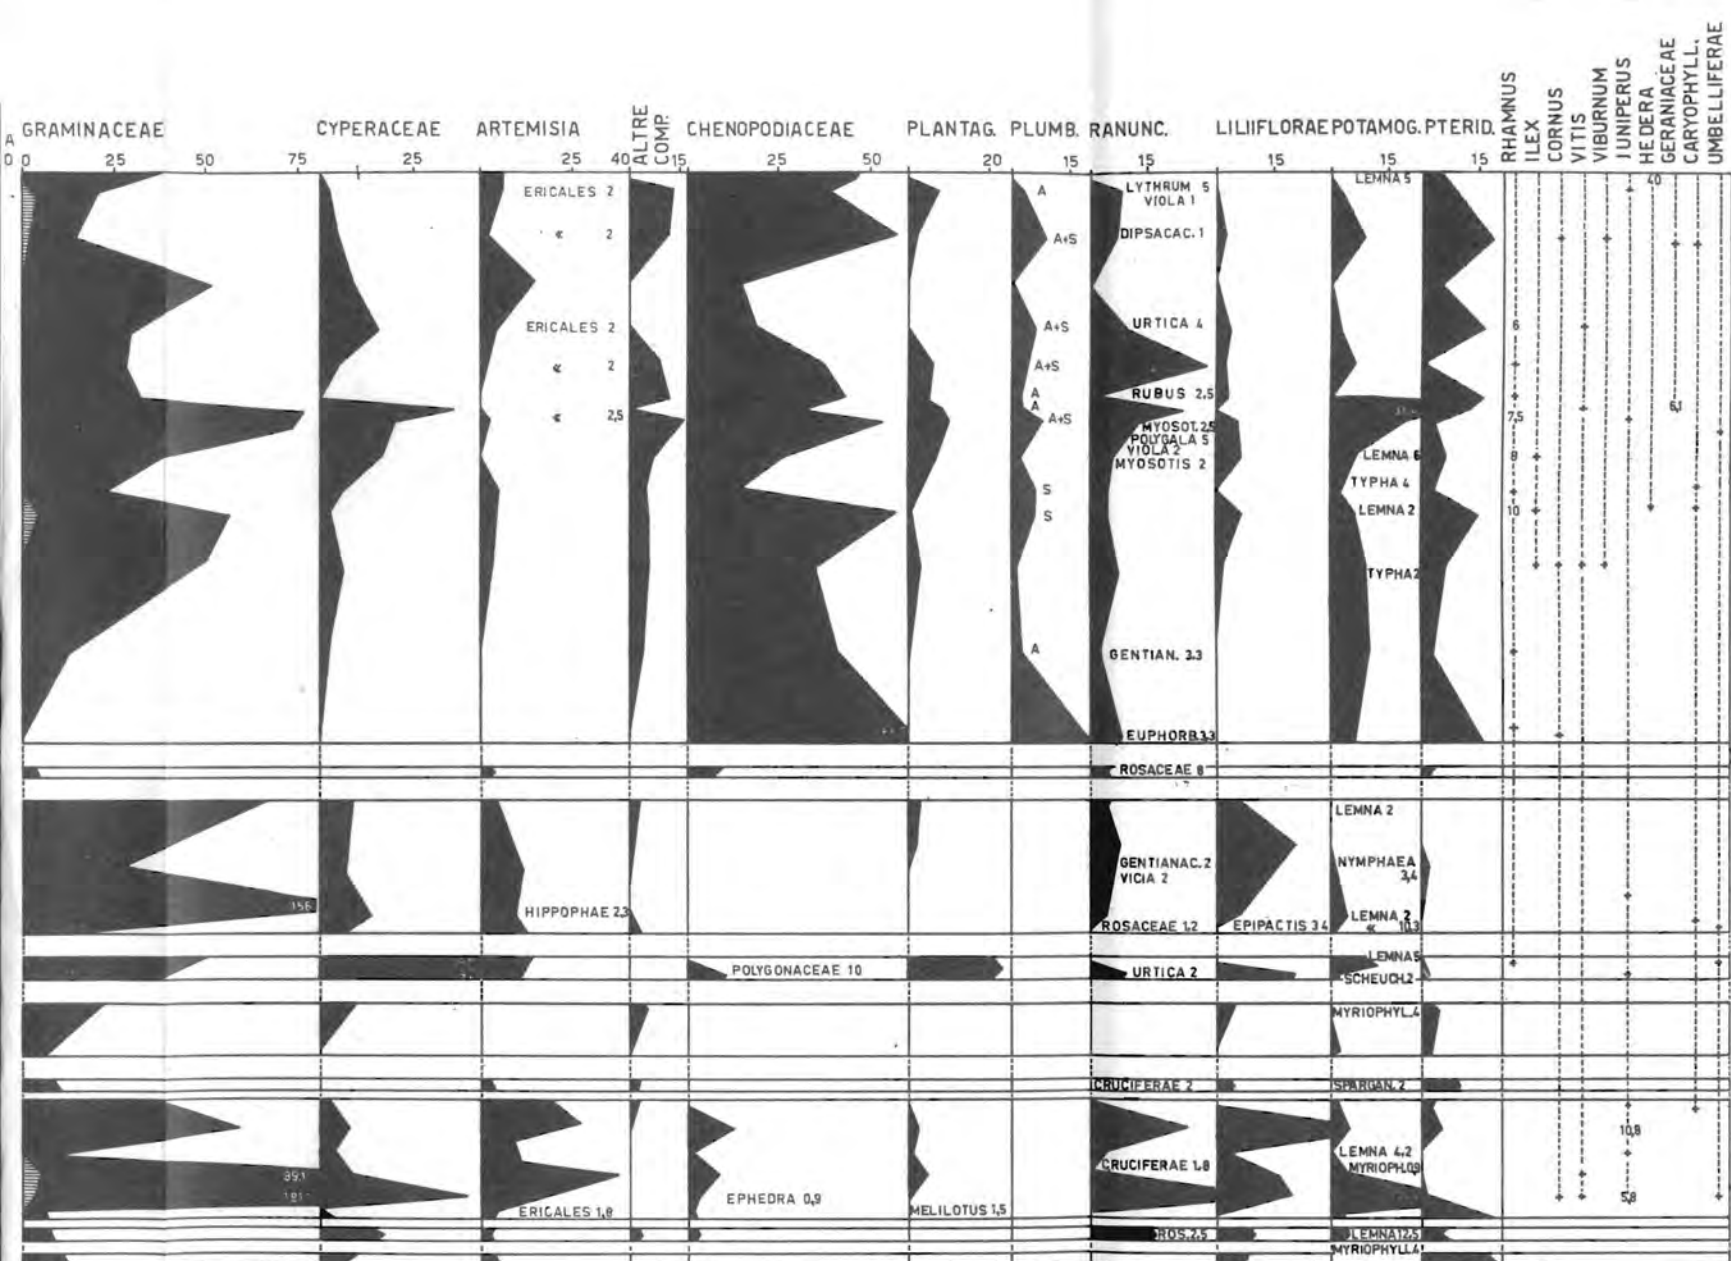 RHAMNUS
ILEX
CORNUS
VITIS
VIBURNUM
JUNIPERUS
HEDERA
GERANIACEAE
CARYOPHYLL.
UMBELLIFERAE
A GRAMINACEAE CYPERACEAE ARTEMISIA ALTRE COMP. CHENOPODIACEAE PLANTAG. PLUMB. RANUNC. LILIIFLORAE POTAMOG. PTERID.
0 0 25 50 75 25 25 40 15 25 50 20 15 15 15 15 15
LEMNA 5 40
ERICALES 2 A LYTHRUM 5
VIOLA 1
« 2 A+S DIPSACAC. 1
ERICALES 2 A+S URTICA 4 6
« 2 A+S
A RUBUS 2,5
A 6,1
« 2,5 A+S 7,5
MYOSOT. 2,5
POLYGALA 5
VIOLA 2
LEMNA 6 8
MYOSOTIS 2
S TYPHA 4
S LEMNA 2 10
TYPHA 2
A GENTIAN. 3.3
EUPHORB. 3,3
ROSACEAE 8
LEMNA 2
GENTIANAC. 2 NYMPHAEA
VICIA 2 3,4
156
HIPPOPHAE 2,3 LEMNA 2
ROSACEAE 1,2 EPIPACTIS 3 4 « 10,3
LEMNA 5
POLYGONACEAE 10 URTICA 2
SCHEUCH. 2
MYRIOPHYL. 4
CRUCIFERAE 2 SPARGAN. 2
10,8
LEMNA 4,2
CRUCIFERAE 1,8 MYRIOPH. 0,9
EPHEDRA 0,9 5,8
ERICALES 1,8 MELILOTUS 1,5
ROS. 2,5 LEMNA 12,5
MYRIOPHYLL 4